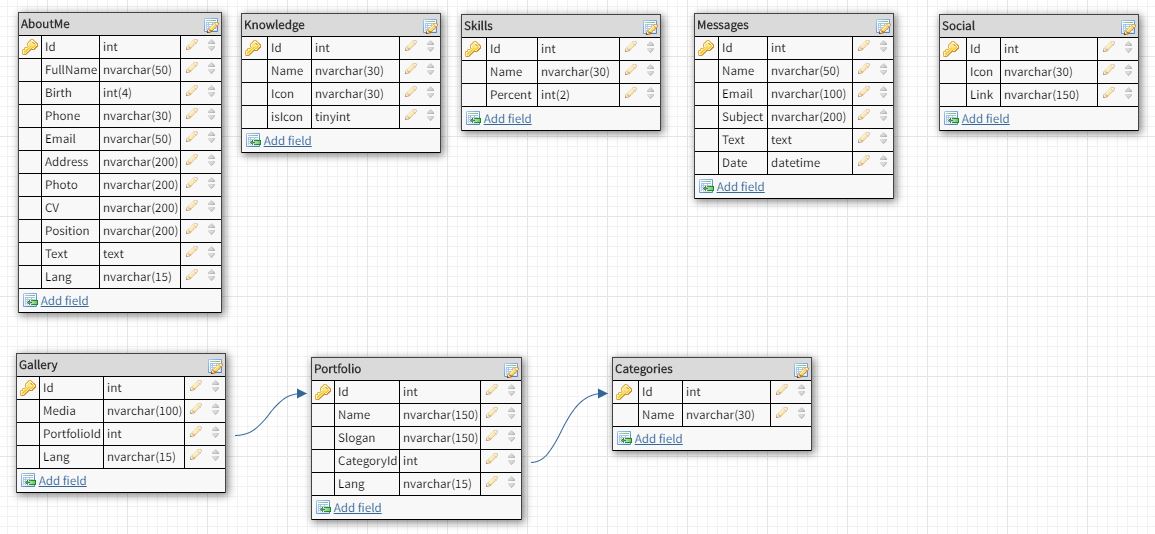 AboutMe
Id int
FullName nvarchar(50)
Birth int(4)
Phone nvarchar(30)
Email nvarchar(50)
Address nvarchar(200)
Photo nvarchar(200)
CV nvarchar(200)
Position nvarchar(200)
Text text
Lang nvarchar(15)
Add field
Knowledge
Id int
Name nvarchar(30)
Icon nvarchar(30)
isIcon tinyint
Add field
Skills
Id int
Name nvarchar(30)
Percent int(2)
Add field
Messages
Id int
Name nvarchar(50)
Email nvarchar(100)
Subject nvarchar(200)
Text text
Date datetime
Add field
Social
Id int
Icon nvarchar(30)
Link nvarchar(150)
Add field
Gallery
Id int
Media nvarchar(100)
PortfolioId int
Lang nvarchar(15)
Add field
Portfolio
Id int
Name nvarchar(150)
Slogan nvarchar(150)
CategoryId int
Lang nvarchar(15)
Add field
Categories
Id int
Name nvarchar(30)
Add field